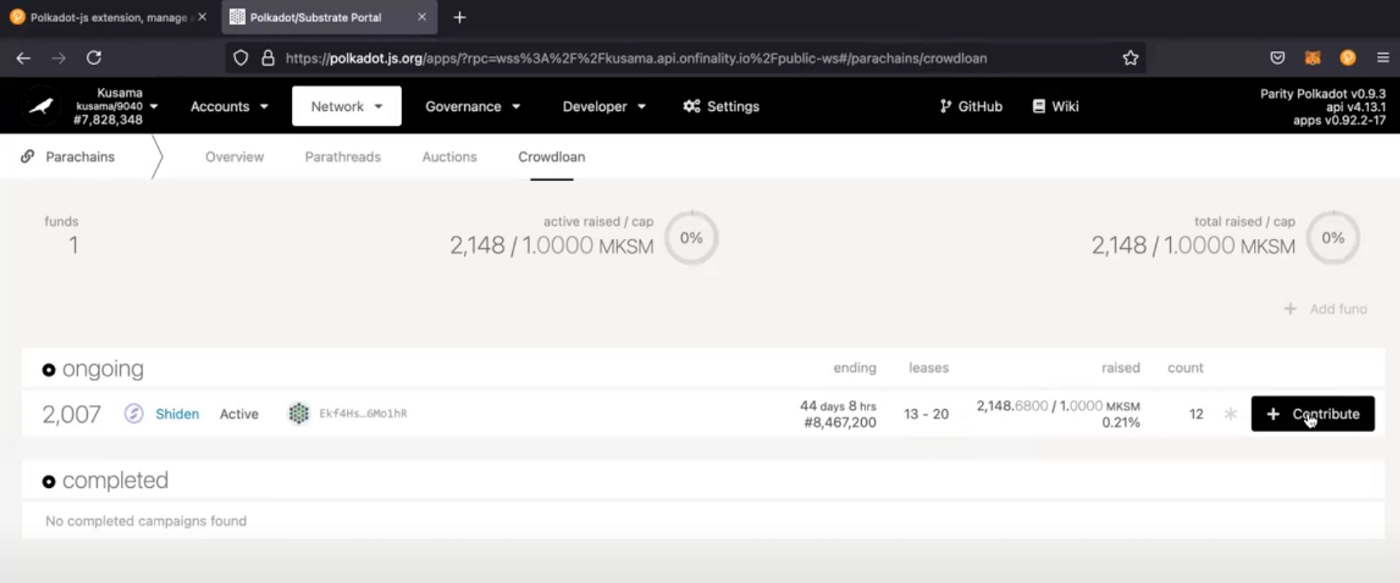 Polkadot-js extension, manage
Polkadot/Substrate Portal
https://polkadot.js.org/apps/?rpc=wss%3A%2F%2Fkusama.api.onfinality.io%2Fpublic-ws#/parachains/crowdloan
Kusama
kusama/9040
#7,828,348
Accounts
Network
Governance
Developer
Settings
GitHub
Wiki
Parity Polkadot v0.9.3
api v4.13.1
apps v0.92.2-17
Parachains
Overview
Parathreads
Auctions
Crowdloan
funds
1
active raised / cap
2,148 / 1.0000 MKSM
0%
total raised / cap
2,148 / 1.0000 MKSM
0%
+ Add fund
ongoing
ending
leases
raised
count
2,007
Shiden
Active
Ekf4Hs…6Mo1hR
44 days 8 hrs
#8,467,200
13 - 20
2,148.6800 / 1.0000 MKSM
0.21%
12
+ Contribute
completed
No completed campaigns found